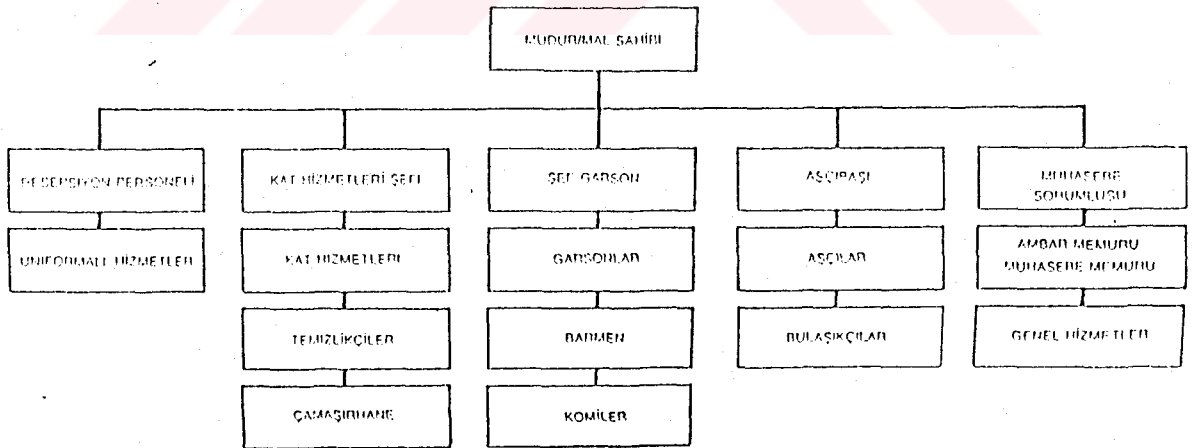 MÜDÜR/MAL SAHİBİ
RESEPSİYON PERSONELİ
KAT HİZMETLERİ ŞEFİ
ŞEF GARSON
AŞÇIBAŞI
MUHASEBE
SORUMLUSU
ÜNİFORMALI HİZMETLER
KAT HİZMETLERİ
GARSONLAR
AŞÇILAR
AMBAR MEMURU
MUHASEBE MEMURU
TEMİZLİKÇİLER
BARMEN
BULAŞIKÇILAR
GENEL HİZMETLER
ÇAMAŞIRHANE
KOMİLER